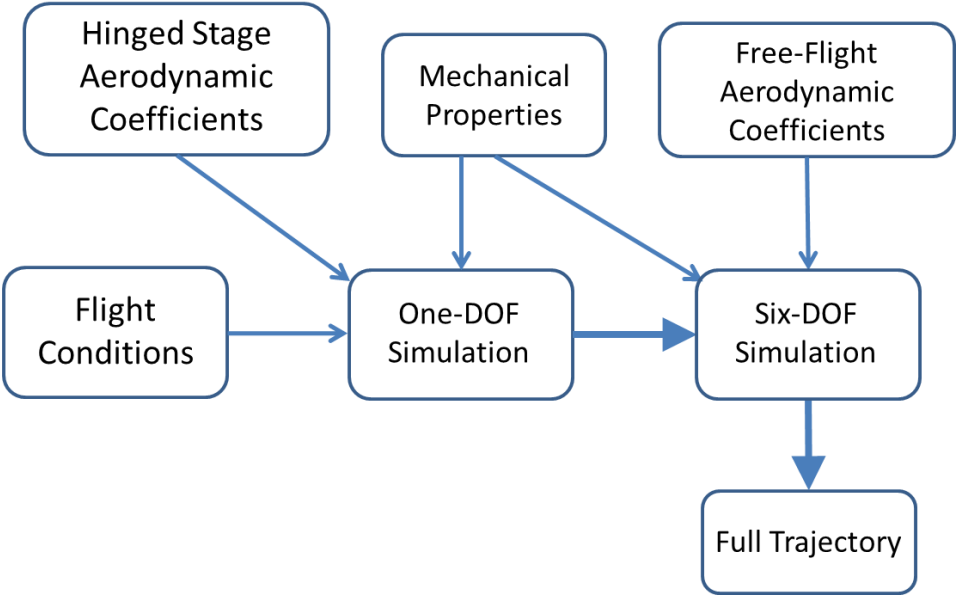 Hinged Stage
Aerodynamic
Coefficients
Mechanical
Properties
Free-Flight
Aerodynamic
Coefficients
Flight
Conditions
One-DOF
Simulation
Six-DOF
Simulation
Full Trajectory